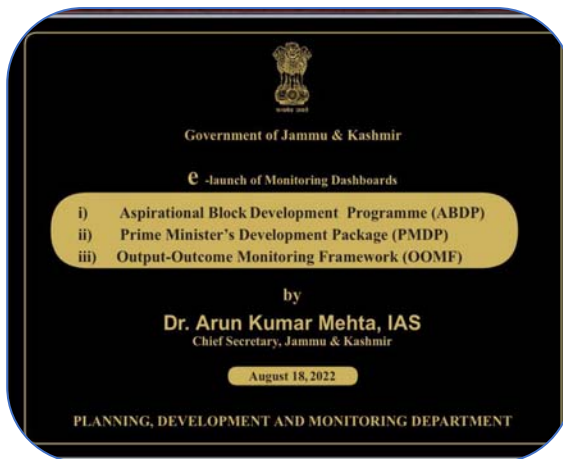 Government of Jammu & Kashmir
e -launch of Monitoring Dashboards
i) Aspirational Block Development Programme (ABDP)
ii) Prime Minister's Development Package (PMDP)
iii) Output-Outcome Monitoring Framework (OOMF)
by
Dr. Arun Kumar Mehta, IAS
Chief Secretary, Jammu & Kashmir
August 18, 2022
PLANNING, DEVELOPMENT AND MONITORING DEPARTMENT